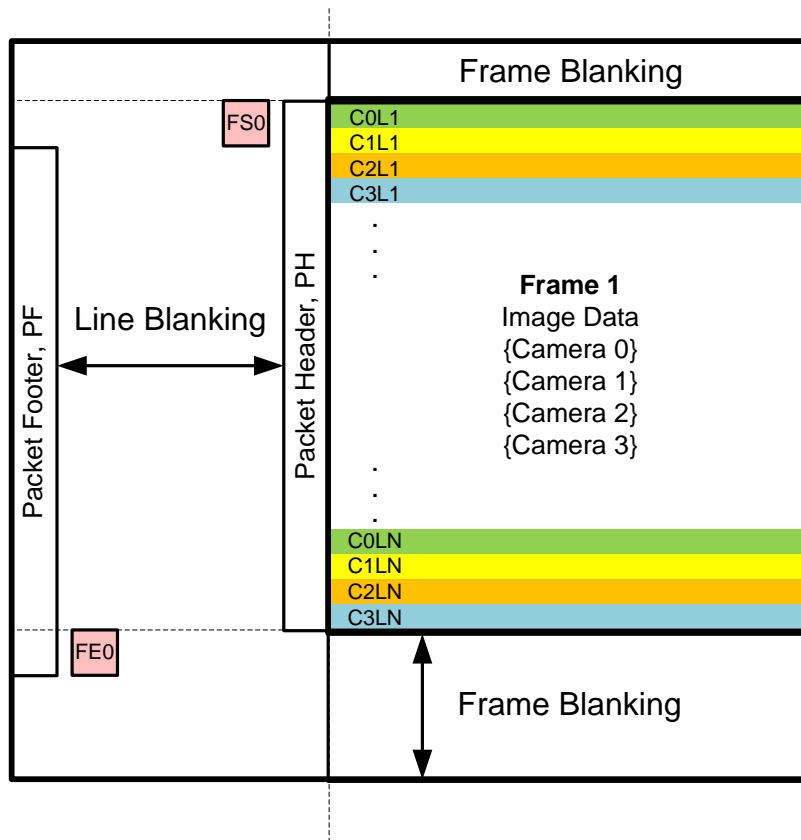 Frame Blanking
FS0
C0L1
C1L1
C2L1
C3L1
.
.
.
Packet Footer, PF
Line Blanking
Packet Header, PH
Frame 1
Image Data
{Camera 0}
{Camera 1}
{Camera 2}
{Camera 3}
.
.
.
C0LN
C1LN
C2LN
C3LN
FE0
Frame Blanking